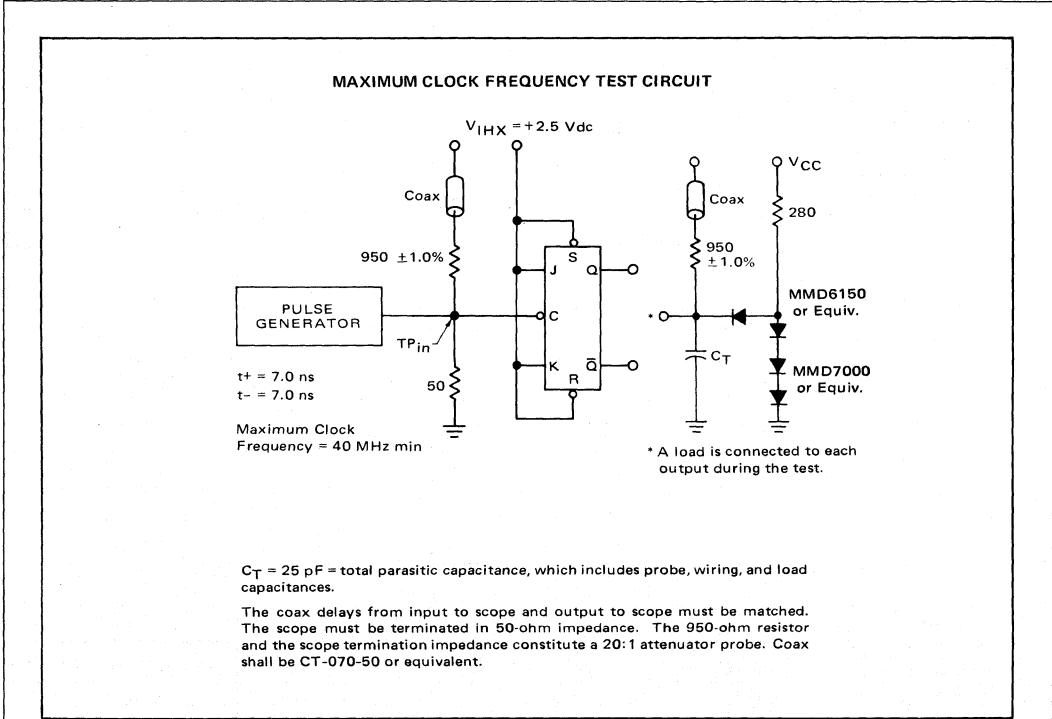 MAXIMUM CLOCK FREQUENCY TEST CIRCUIT
VIHX = +2.5 Vdc
VCC
Coax
Coax
280
950 ±1.0%
950
±1.0%
S
J
Q
MMD6150
or Equiv.
PULSE
GENERATOR
C
*
TPin
CT
K
Q̅
MMD7000
or Equiv.
R
t+ = 7.0 ns
t− = 7.0 ns
50
Maximum Clock
Frequency = 40 MHz min
* A load is connected to each
output during the test.
CT = 25 pF = total parasitic capacitance, which includes probe, wiring, and load
capacitances.
The coax delays from input to scope and output to scope must be matched.
The scope must be terminated in 50-ohm impedance. The 950-ohm resistor
and the scope termination impedance constitute a 20:1 attenuator probe. Coax
shall be CT-070-50 or equivalent.